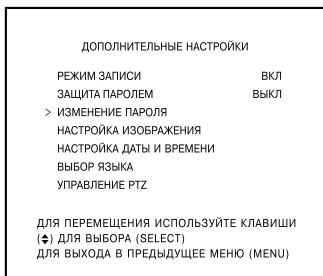 ДОПОЛНИТЕЛЬНЫЕ НАСТРОЙКИ
РЕЖИМ ЗАПИСИ ВКЛ
ЗАЩИТА ПАРОЛЕМ ВЫКЛ
> ИЗМЕНЕНИЕ ПАРОЛЯ
НАСТРОЙКА ИЗОБРАЖЕНИЯ
НАСТРОЙКА ДАТЫ И ВРЕМЕНИ
ВЫБОР ЯЗЫКА
УПРАВЛЕНИЕ PTZ
ДЛЯ ПЕРЕМЕЩЕНИЯ ИСПОЛЬЗУЙТЕ КЛАВИШИ
(♦) ДЛЯ ВЫБОРА (SELECT)
ДЛЯ ВЫХОДА В ПРЕДЫДУЩЕЕ МЕНЮ (MENU)